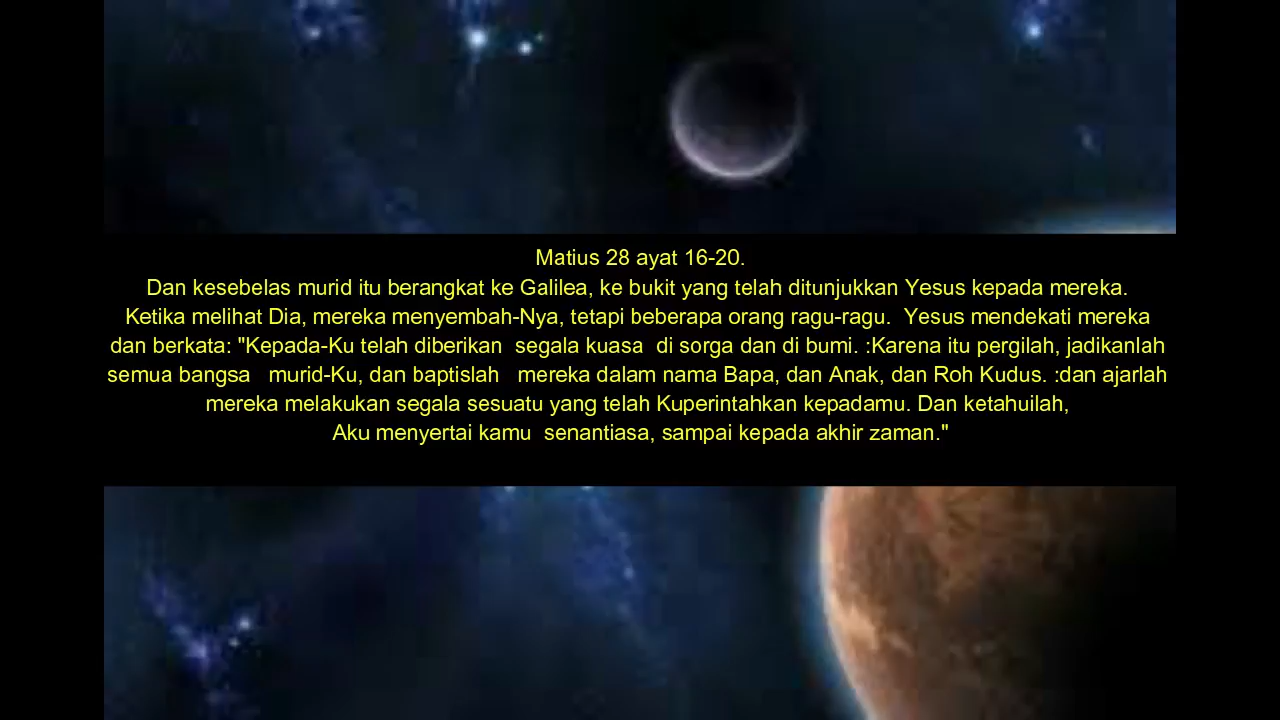 Matius 28 ayat 16-20.
Dan kesebelas murid itu berangkat ke Galilea, ke bukit yang telah ditunjukkan Yesus kepada mereka.
Ketika melihat Dia, mereka menyembah-Nya, tetapi beberapa orang ragu-ragu.  Yesus mendekati mereka
dan berkata: "Kepada-Ku telah diberikan  segala kuasa  di sorga dan di bumi. :Karena itu pergilah, jadikanlah
semua bangsa   murid-Ku, dan baptislah   mereka dalam nama Bapa, dan Anak, dan Roh Kudus. :dan ajarlah
mereka melakukan segala sesuatu yang telah Kuperintahkan kepadamu. Dan ketahuilah,
Aku menyertai kamu  senantiasa, sampai kepada akhir zaman."